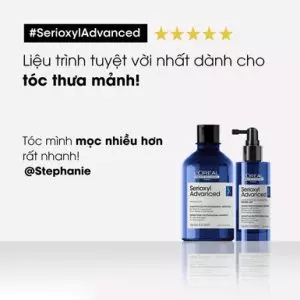 #SerioxylAdvanced
Liệu trình tuyệt vời nhất dành cho
tóc thưa mảnh!
Tóc mình mọc nhiều hơn
rất nhanh!
@Stephanie
L'ORÉAL
Serioxyl
Advanced
L'ORÉAL
Serioxyl
Advanced